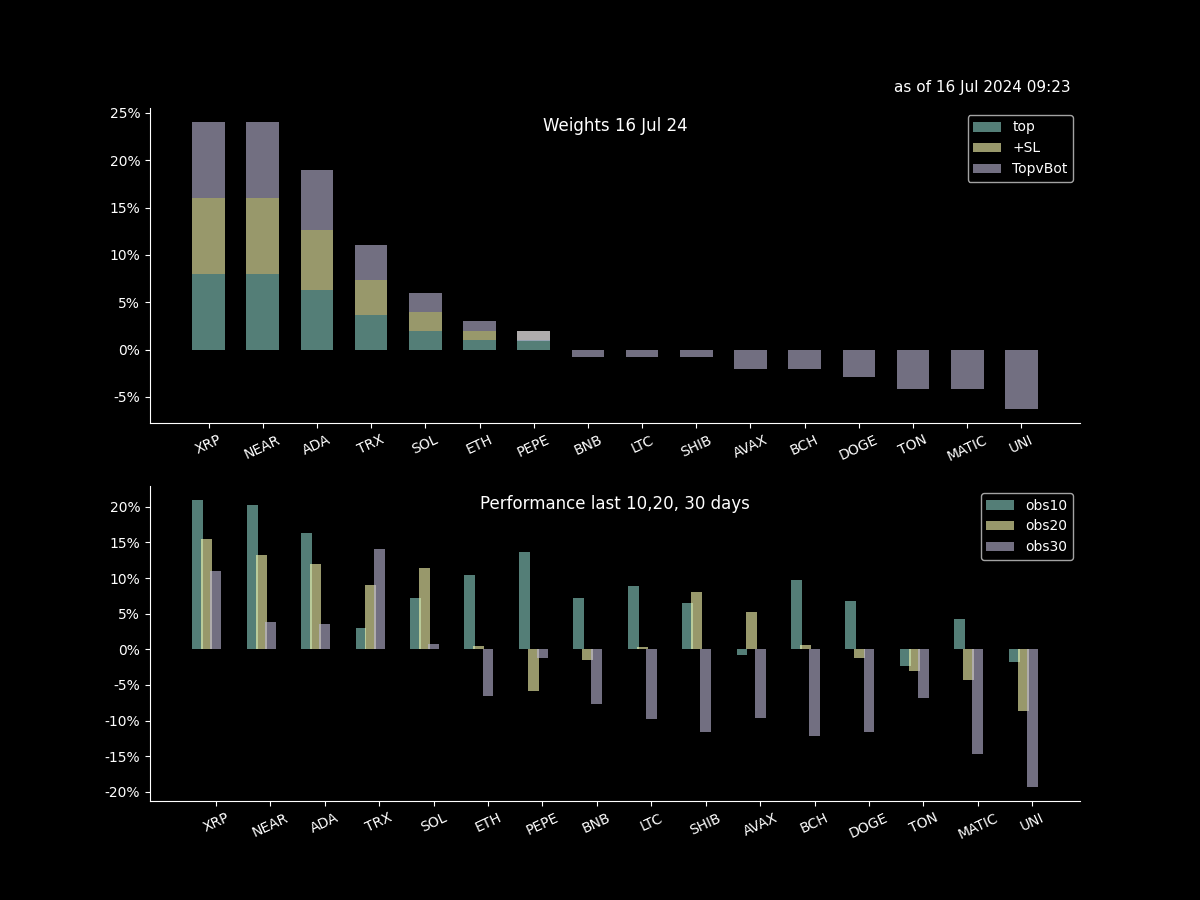 as of 16 Jul 2024 09:23
Weights 16 Jul 24
top
+SL
TopvBot
25%
20%
15%
10%
5%
0%
-5%
XRP NEAR ADA TRX SOL ETH PEPE BNB LTC SHIB AVAX BCH DOGE TON MATIC UNI
Performance last 10,20, 30 days
obs10
obs20
obs30
20%
15%
10%
5%
0%
-5%
-10%
-15%
-20%
XRP NEAR ADA TRX SOL ETH PEPE BNB LTC SHIB AVAX BCH DOGE TON MATIC UNI